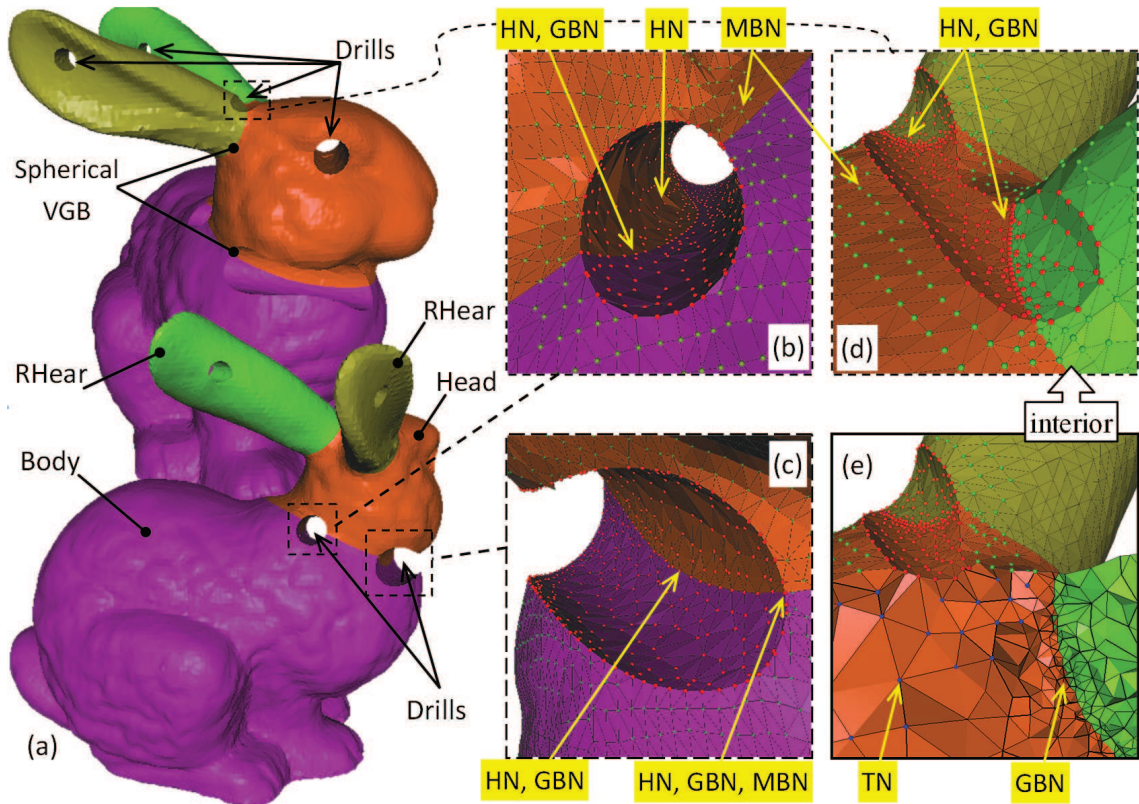 HN, GBN
HN
MBN
HN, GBN
Drills
Spherical
VGB
RHear
RHear
Head
(b)
(d)
interior
Body
(c)
(e)
Drills
(a)
HN, GBN
HN, GBN, MBN
TN
GBN